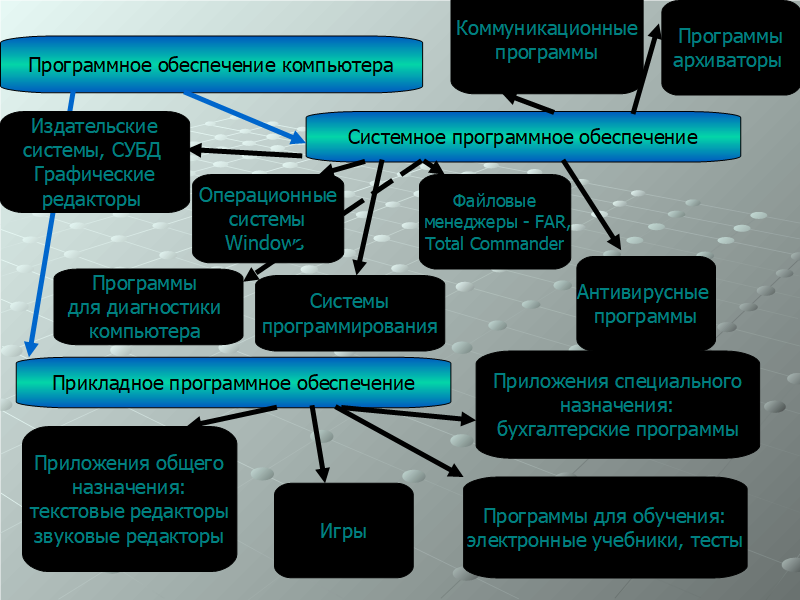 Коммуникационные
программы
Программы
архиваторы
Программное обеспечение компьютера
Системное программное обеспечение
Издательские
системы, СУБД
Графические
редакторы
Операционные
системы
Windows
Файловые
менеджеры - FAR,
Total Commander
Программы
для диагностики
компьютера
Системы
программирования
Антивирусные
программы
Прикладное программное обеспечение
Приложения специального
назначения:
бухгалтерские программы
Приложения общего
назначения:
текстовые редакторы
звуковые редакторы
Игры
Программы для обучения:
электронные учебники, тесты